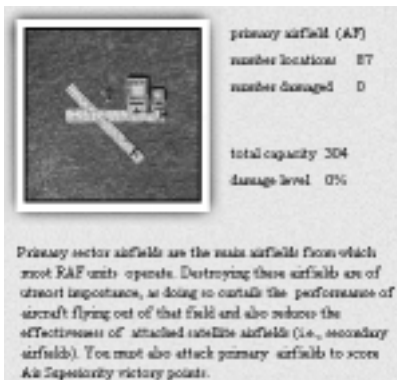 primary airfield (AF)
number locations 87
number damaged 0
total capacity 304
damage level 0%
Primary sector airfields are the main airfields from which
most RAF units operate. Destroying these airfields are of
utmost importance, as doing so curtails the performance of
aircraft flying out of that field and also reduces the
effectiveness of attached satellite airfields (i.e., secondary
airfields). You must also attack primary airfields to score
Air Superiority victory points.